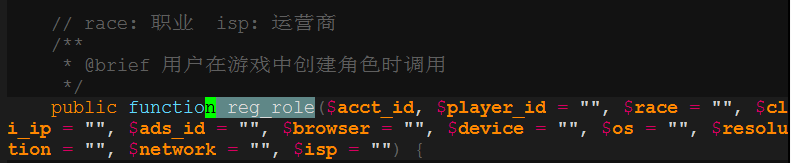 // race: 职业  isp: 运营商
/**
 * @brief 用户在游戏中创建角色时调用
 */
public function reg_role($acct_id, $player_id = "", $race = "", $cl
i_ip = "", $ads_id = "", $browser = "", $device = "", $os = "", $resolu
tion = "", $network = "", $isp = "") {